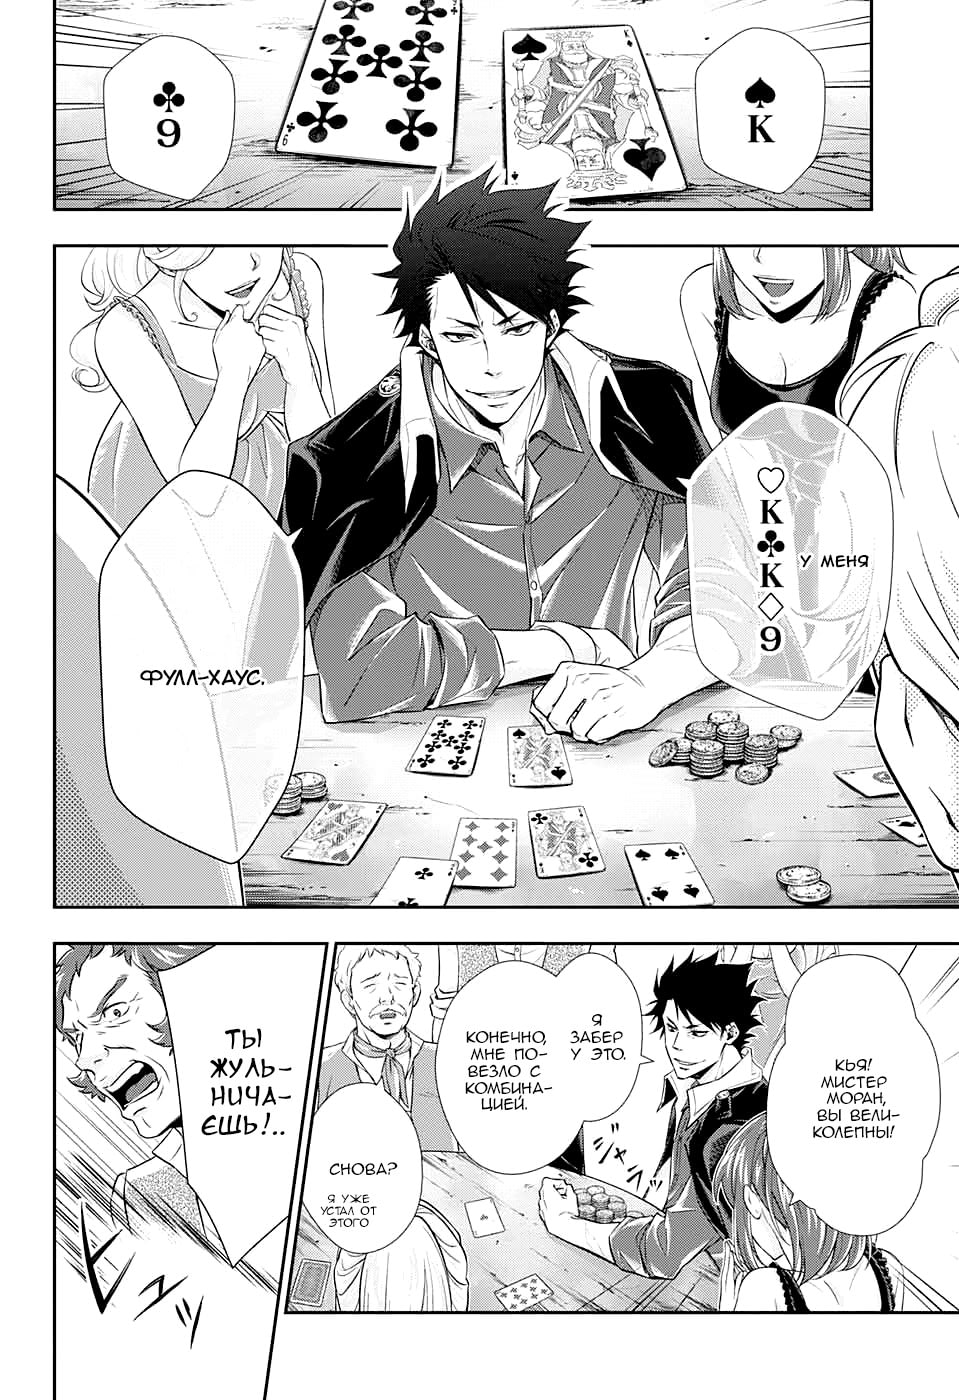 ♠
K
♣
9
♡
K
♣
K
♢
9
У МЕНЯ
ФУЛЛ-ХАУС.
КЬЯ!
МИСТЕР
МОРАН,
ВЫ ВЕЛИ-
КОЛЕПНЫ!
Я
ЗАБЕР
У ЭТО.
КОНЕЧНО,
МНЕ ПО-
ВЕЗЛО С
КОМБИНА-
ЦИЕЙ.
СНОВА?
Я УЖЕ
УСТАЛ ОТ
ЭТОГО
ТЫ
ЖУЛЬ-
НИЧА-
ЕШЬ!..